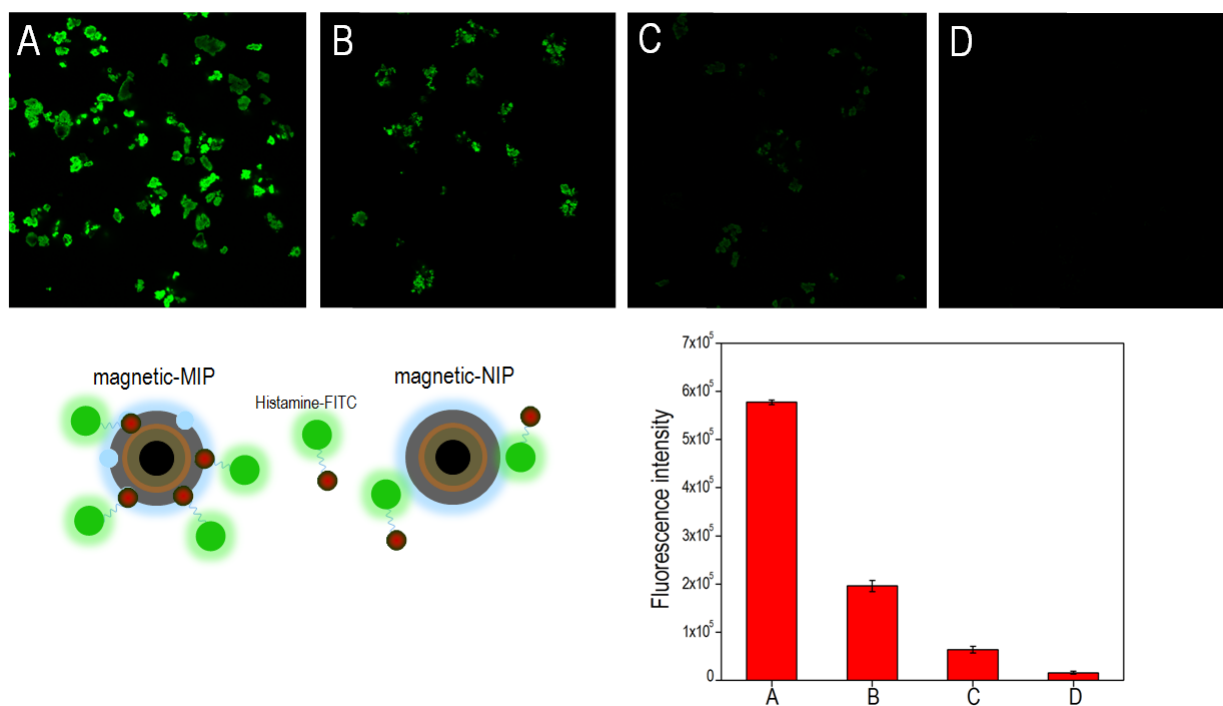 A
B
C
D
magnetic-MIP
Histamine-FITC
magnetic-NIP
Fluorescence intensity
7x10⁵
6x10⁵
5x10⁵
4x10⁵
3x10⁵
2x10⁵
1x10⁵
0
A
B
C
D